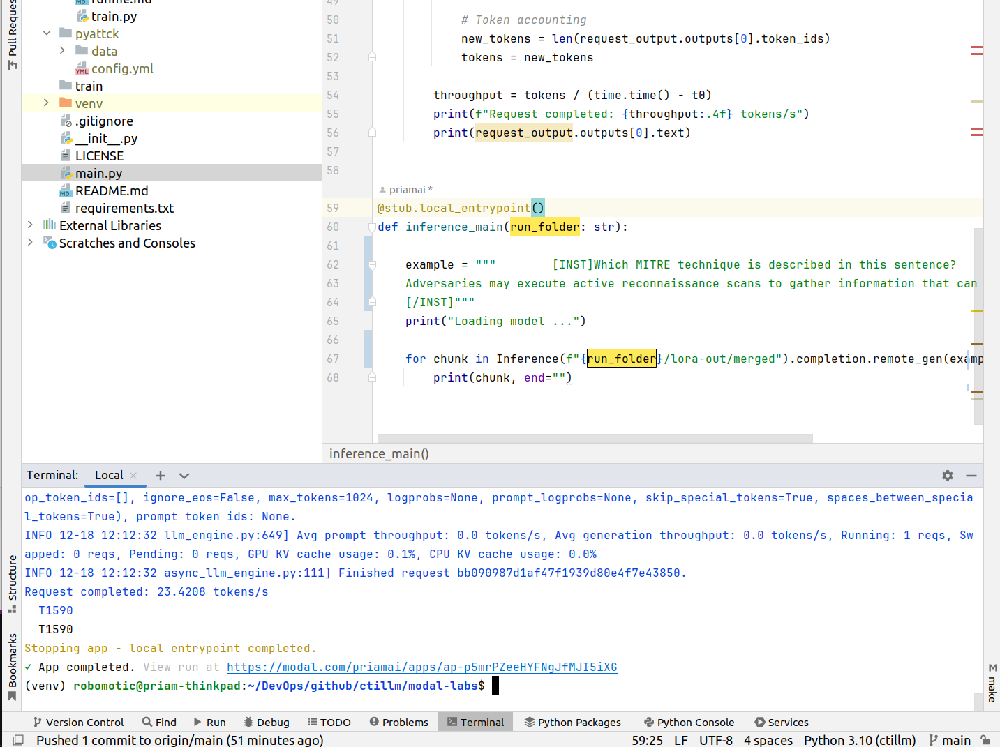 Pull Reques
runme.md
train.py
pyattck
data
YML config.yml
train
venv
.gitignore
__init__.py
LICENSE
main.py
MD README.md
requirements.txt
External Libraries
Scratches and Consoles
49
50 # Token accounting
51 new_tokens = len(request_output.outputs[0].token_ids)
52 tokens = new_tokens
53
54 throughput = tokens / (time.time() - t0)
55 print(f"Request completed: {throughput:.4f} tokens/s")
56 print(request_output.outputs[0].text)
57
58
priamai *
59 @stub.local_entrypoint()
60 def inference_main(run_folder: str):
61
62 example = """ [INST]Which MITRE technique is described in this sentence?
63 Adversaries may execute active reconnaissance scans to gather information that can
64 [/INST]"""
65 print("Loading model ...")
66
67 for chunk in Inference(f"{run_folder}/lora-out/merged").completion.remote_gen(examp
68 print(chunk, end="")
inference_main()
Terminal: Local
op_token_ids=[], ignore_eos=False, max_tokens=1024, logprobs=None, prompt_logprobs=None, skip_special_tokens=True, spaces_between_specia
l_tokens=True), prompt token ids: None.
INFO 12-18 12:12:32 llm_engine.py:649] Avg prompt throughput: 0.0 tokens/s, Avg generation throughput: 0.0 tokens/s, Running: 1 reqs, Sw
apped: 0 reqs, Pending: 0 reqs, GPU KV cache usage: 0.1%, CPU KV cache usage: 0.0%
INFO 12-18 12:12:32 async_llm_engine.py:111] Finished request bb090987d1af47f1939d80e4f7e43850.
Request completed: 23.4208 tokens/s
T1590
T1590
Stopping app - local entrypoint completed.
✓ App completed. View run at https://modal.com/priamai/apps/ap-p5mrPZeeHYFNgJfMJI5iXG
(venv) robomotic@priam-thinkpad:~/DevOps/github/ctillm/modal-labs$
Structure
Bookmarks
M make
Version Control Find Run Debug TODO Problems Terminal Python Packages Python Console Services
Pushed 1 commit to origin/main (51 minutes ago) 59:25 LF UTF-8 4 spaces Python 3.10 (ctillm) main